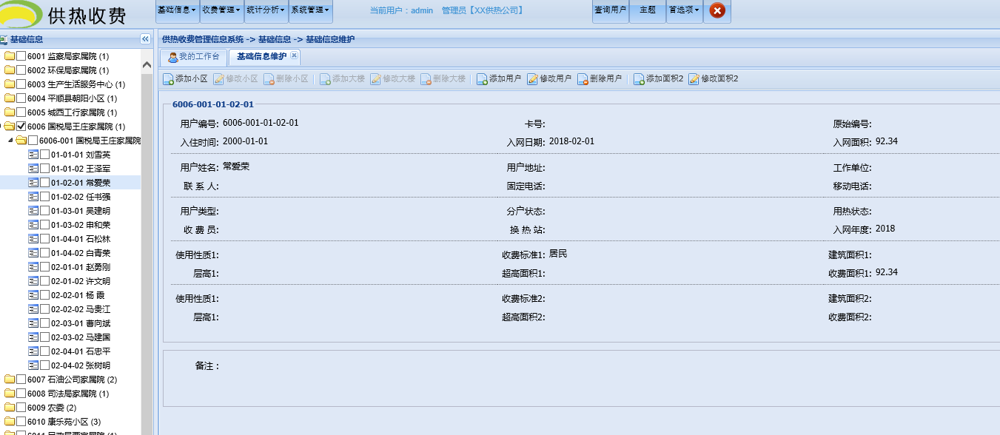 供热收费
基础信息 收费管理 统计分析 系统管理 当前用户：admin 管理员【XX供热公司】 查询用户 主题 首选项
基础信息
供热收费管理信息系统 -> 基础信息 -> 基础信息维护
我的工作台 基础信息维护
添加小区 修改小区 删除小区 添加大楼 修改大楼 删除大楼 添加用户 修改用户 删除用户 添加面积2 修改面积2
6001 监察局家属院 (1)
6002 环保局家属院 (1)
6003 生产生活服务中心 (1)
6004 平顺县朝阳小区 (1)
6005 城西工行家属院 (1)
6006 国税局王庄家属院 (1)
6006-001 国税局王庄家属院
01-01-01 刘雪英
01-01-02 王泽军
01-02-01 常爱荣
01-02-02 任书强
01-03-01 吴建明
01-03-02 申和荣
01-04-01 石松林
01-04-02 白青荣
02-01-01 赵勇刚
02-01-02 许文明
02-02-01 杨 霞
02-02-02 马贵江
02-03-01 曹向斌
02-03-02 马建国
02-04-01 石忠平
02-04-02 张树明
6007 石油公司家属院 (2)
6008 司法局家属院 (1)
6009 农委 (2)
6010 康乐苑小区 (3)
6006-001-01-02-01
用户编号: 6006-001-01-02-01 卡号: 原始编号:
入住时间: 2000-01-01 入网日期: 2018-02-01 入网面积: 92.34
用户姓名: 常爱荣 用户地址: 工作单位:
联 系 人: 固定电话: 移动电话:
用户类型: 分户状态: 用热状态:
收 费 员: 换 热 站: 入网年度: 2018
使用性质1: 收费标准1: 居民 建筑面积1:
层高1: 超高面积1: 收费面积1: 92.34
使用性质1: 收费标准2: 建筑面积2:
层高1: 超高面积2: 收费面积2:
备注：